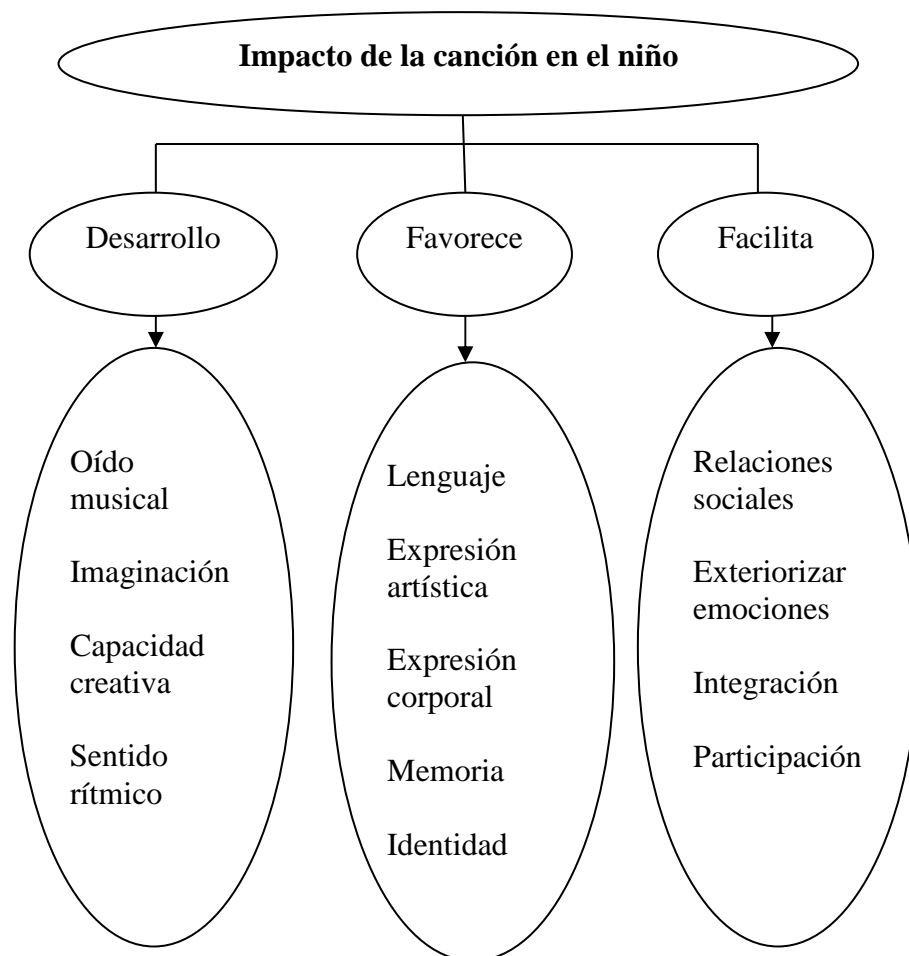 Impacto de la canción en el niño
Desarrollo
Favorece
Facilita
Oído
musical
Imaginación
Capacidad
creativa
Sentido
rítmico
Lenguaje
Expresión
artística
Expresión
corporal
Memoria
Identidad
Relaciones
sociales
Exteriorizar
emociones
Integración
Participación